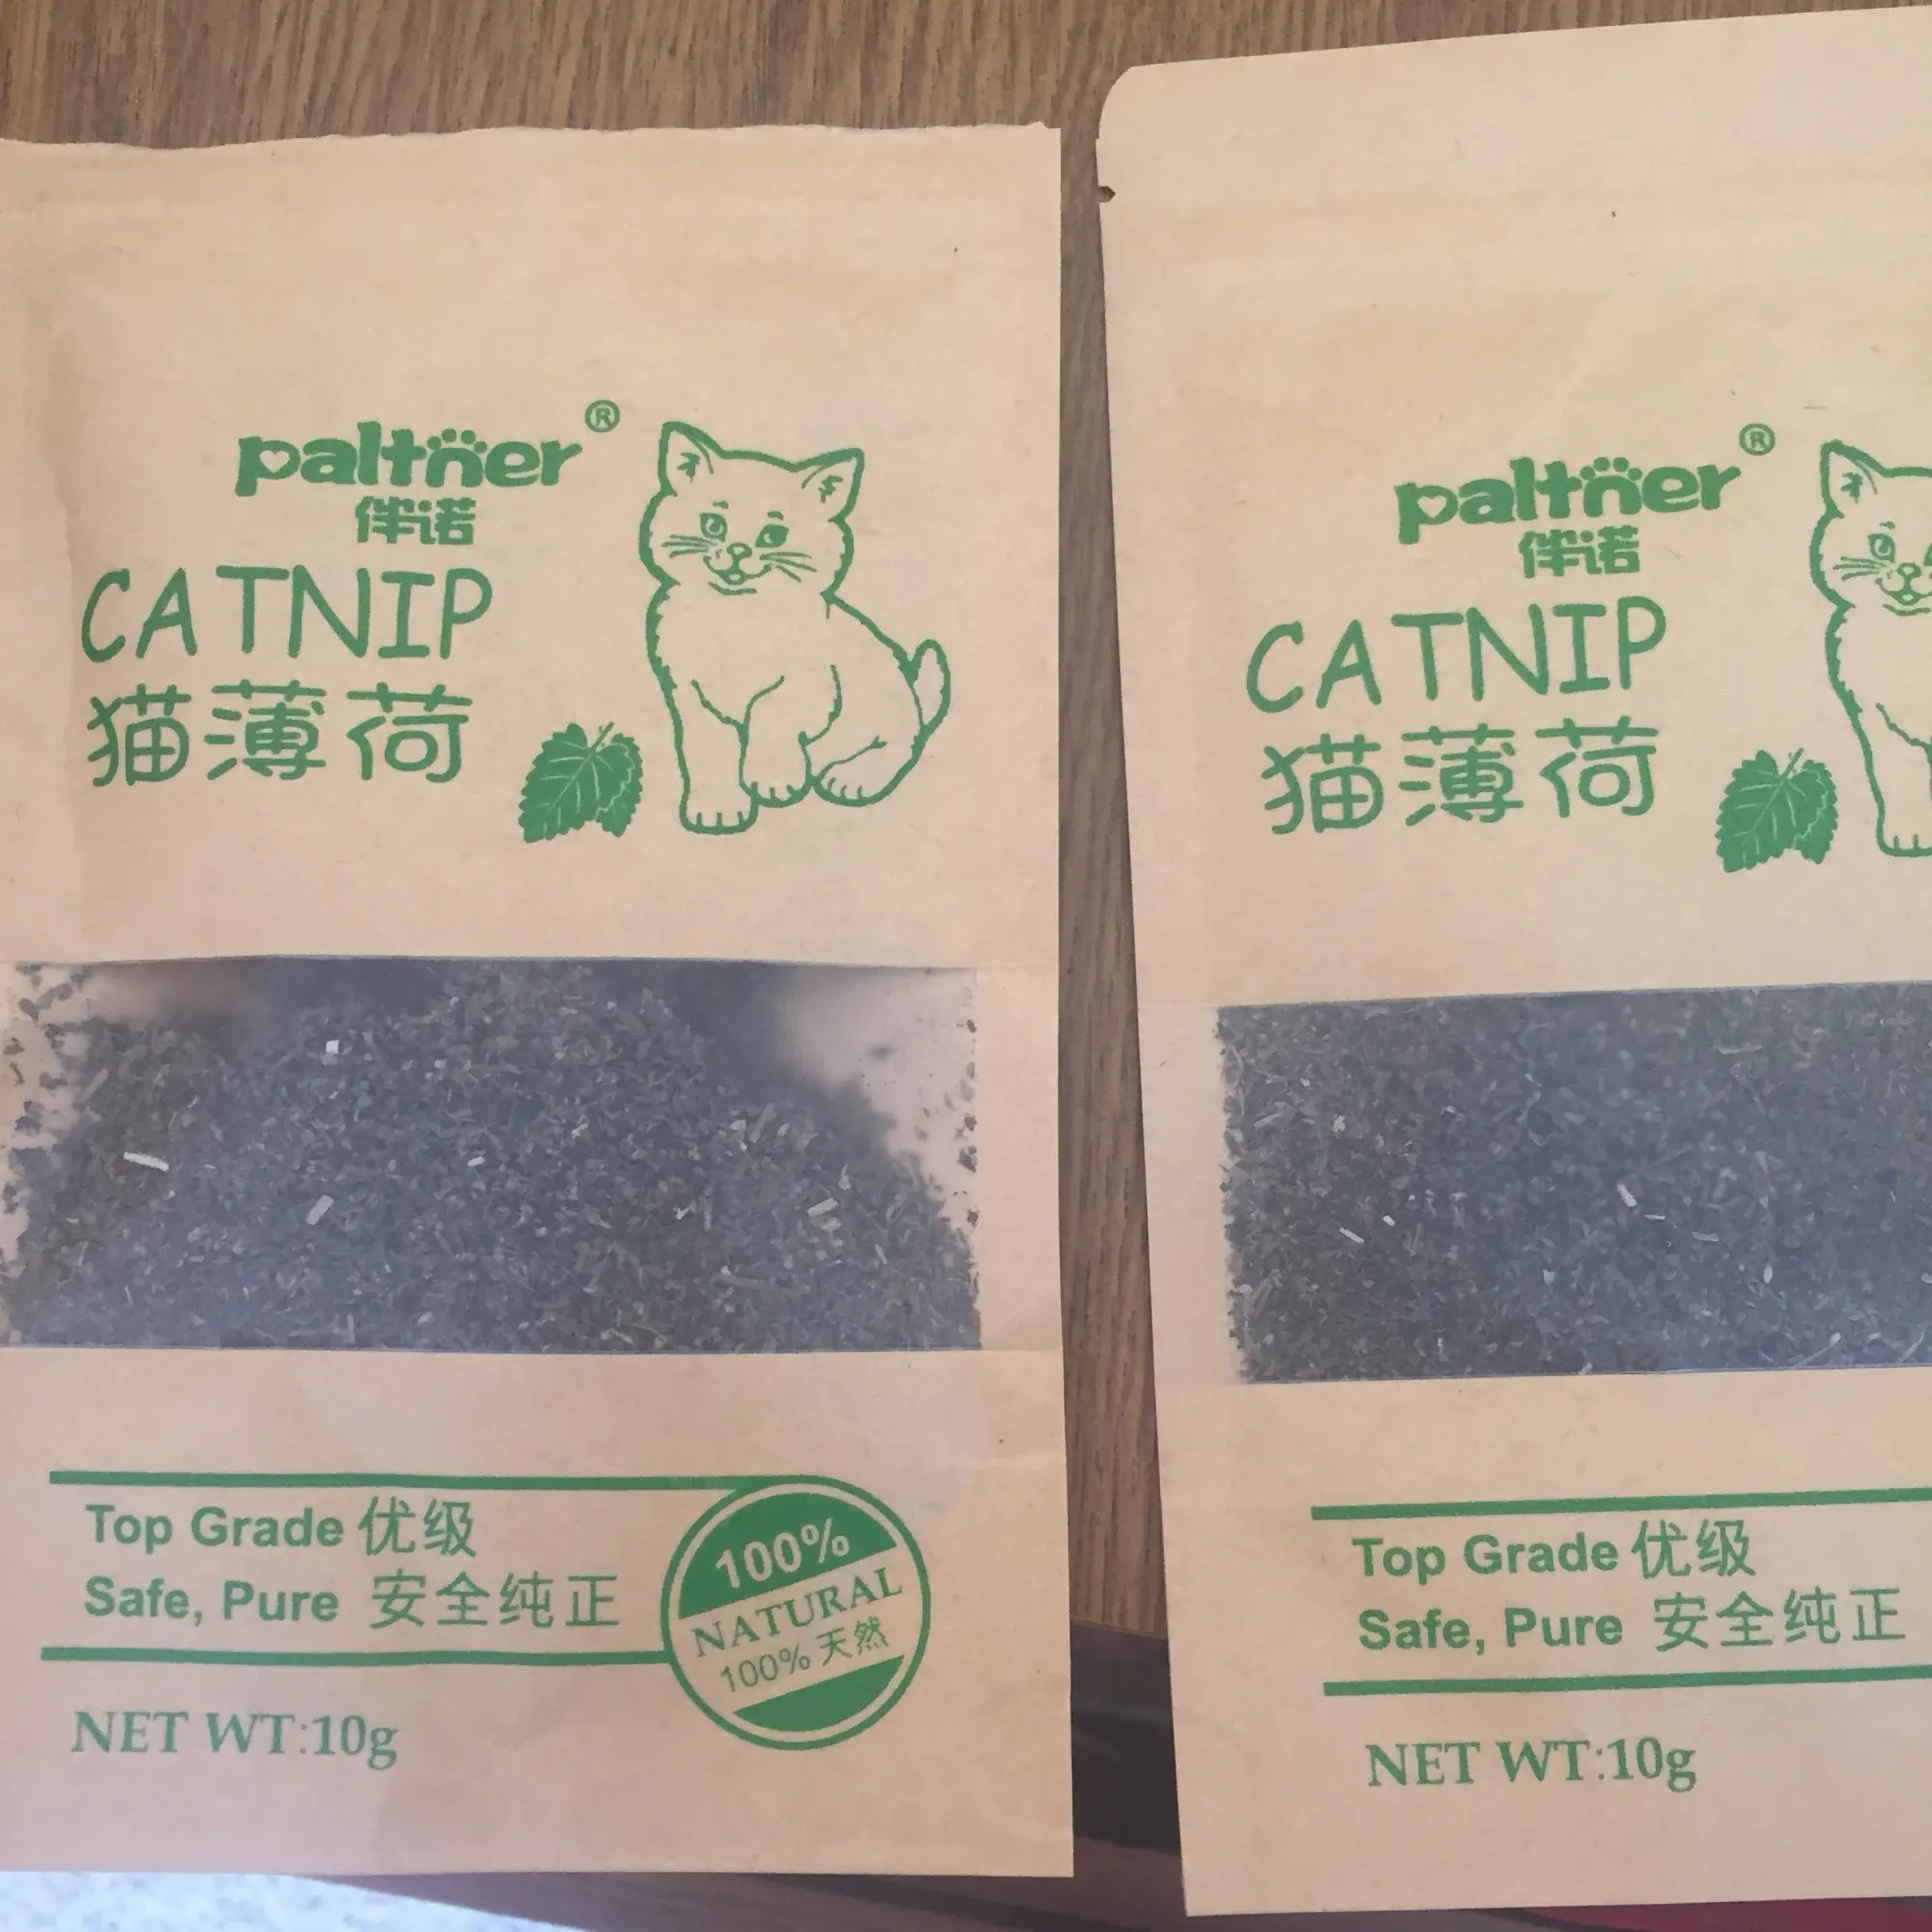 paltner®
伴诺
CATNIP
猫薄荷
Top Grade 优级
Safe, Pure 安全纯正
100%
NATURAL
100% 天然
NET WT:10g
paltner®
伴诺
CATNIP
猫薄荷
Top Grade 优级
Safe, Pure 安全纯正
NET WT:10g